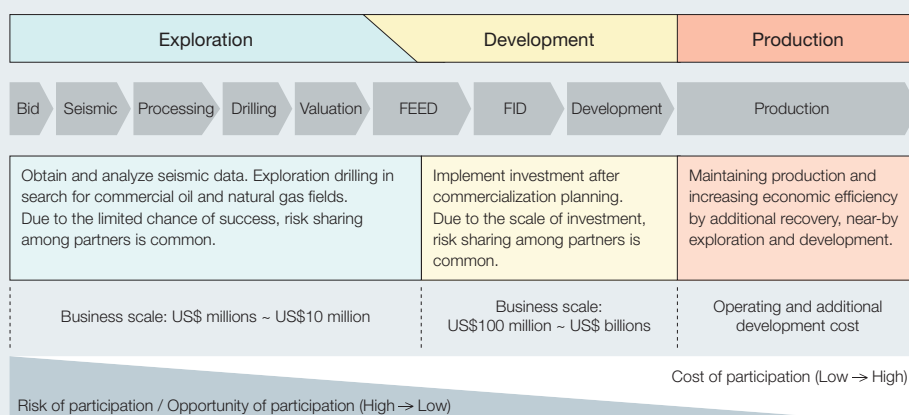 Exploration
Development
Production
Bid
Seismic
Processing
Drilling
Valuation
FEED
FID
Development
Production
Obtain and analyze seismic data. Exploration drilling in
search for commercial oil and natural gas fields.
Due to the limited chance of success, risk sharing
among partners is common.
Implement investment after
commercialization planning.
Due to the scale of investment,
risk sharing among partners is
common.
Maintaining production and
increasing economic efficiency
by additional recovery, near-by
exploration and development.
Business scale: US$ millions ~ US$10 million
Business scale:
US$100 million ~ US$ billions
Operating and additional
development cost
Cost of participation (Low → High)
Risk of participation / Opportunity of participation (High → Low)